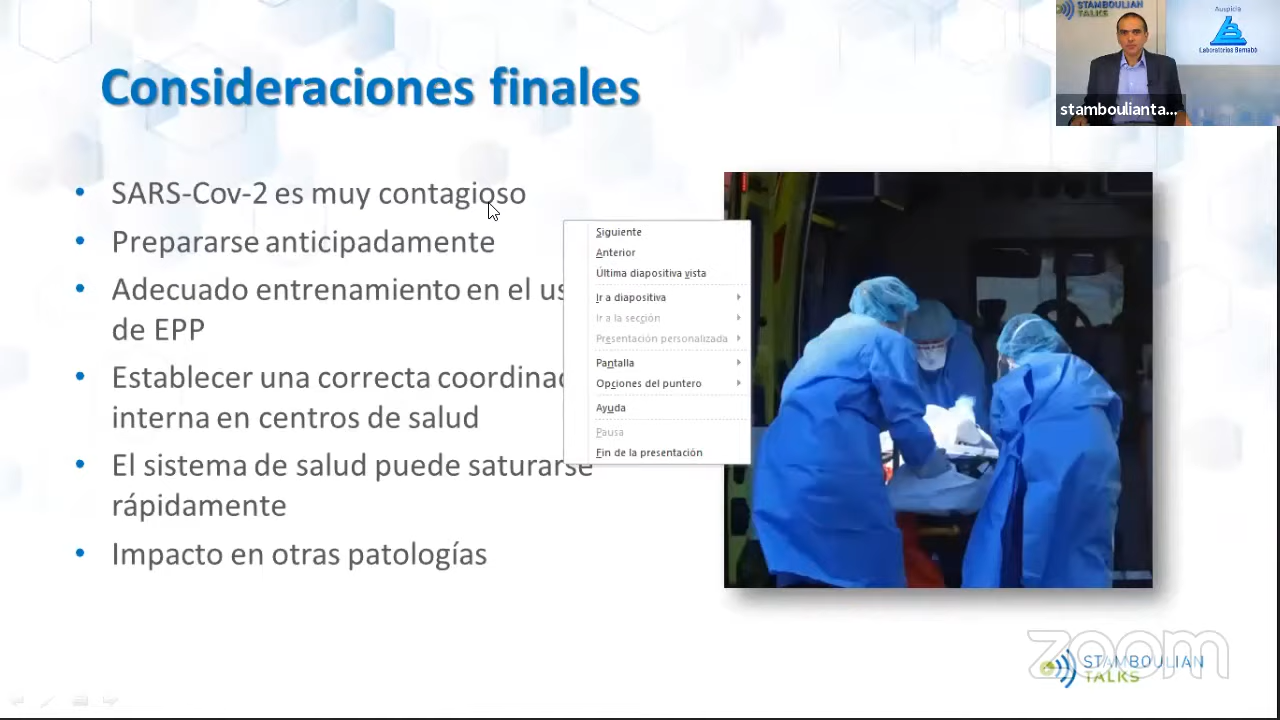 STAMBOULIAN
TALKS
Auspicia
Laboratorios Bernabó
stamboulianta...
Consideraciones finales
• SARS-Cov-2 es muy contagioso
• Prepararse anticipadamente
• Adecuado entrenamiento en el us
de EPP
• Establecer una correcta coordinac
interna en centros de salud
• El sistema de salud puede saturarse
rápidamente
• Impacto en otras patologías
Siguiente
Anterior
Última diapositiva vista
Ir a diapositiva
Ir a la sección
Presentación personalizada
Pantalla
Opciones del puntero
Ayuda
Pausa
Fin de la presentación
zoom
STAMBOULIAN
TALKS